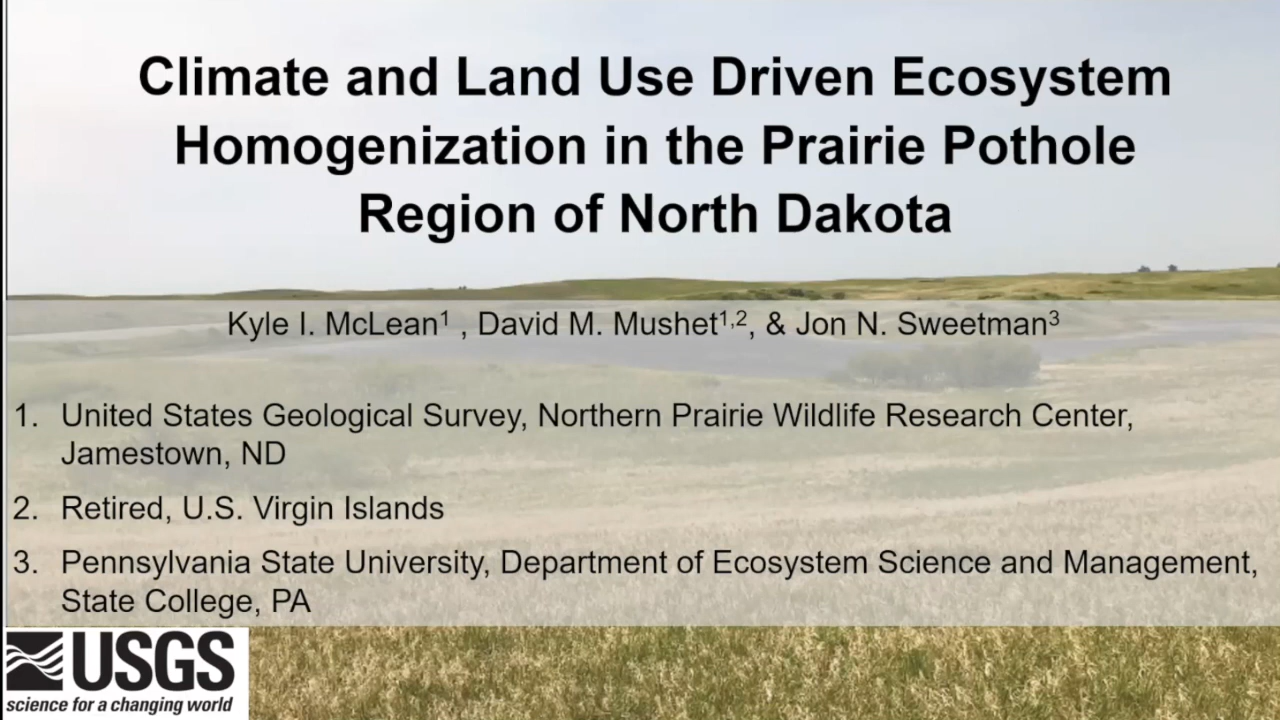 Climate and Land Use Driven Ecosystem
Homogenization in the Prairie Pothole
Region of North Dakota
Kyle I. McLean¹ , David M. Mushet¹,², & Jon N. Sweetman³
1. United States Geological Survey, Northern Prairie Wildlife Research Center,
Jamestown, ND
2. Retired, U.S. Virgin Islands
3. Pennsylvania State University, Department of Ecosystem Science and Management,
State College, PA
USGS
science for a changing world